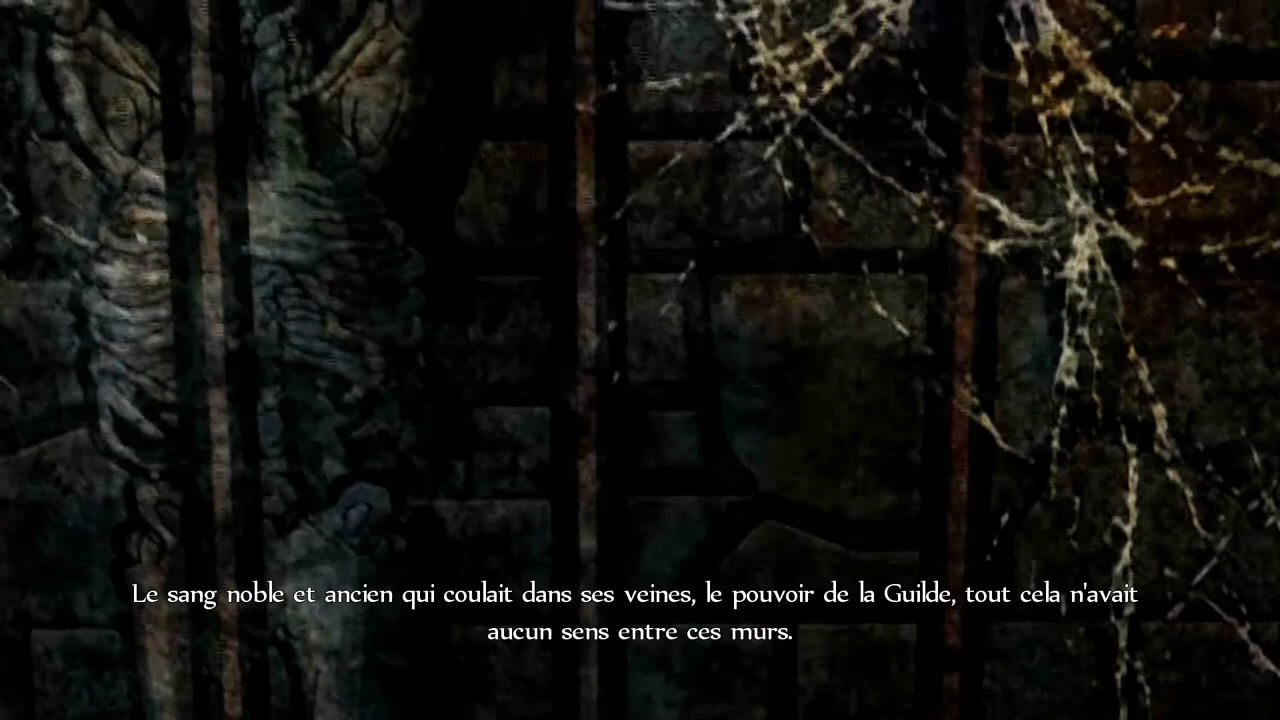 Le sang noble et ancien qui coulait dans ses veines, le pouvoir de la Guilde, tout cela n'avait
aucun sens entre ces murs.